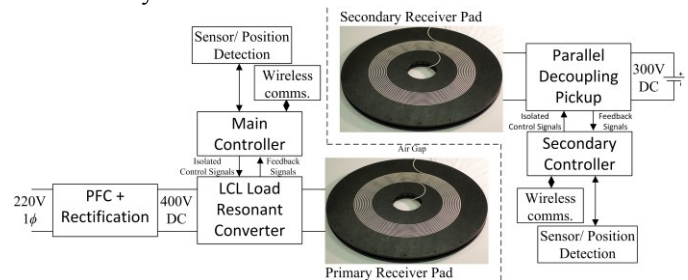 Secondary Receiver Pad
Sensor/ Position
Detection
Wireless
comms.
Main
Controller
Isolated
Control Signals
Feedback
Signals
220V
1ϕ
PFC +
Rectification
400V
DC
LCL Load
Resonant
Converter
Air Gap
Primary Receiver Pad
Parallel
Decoupling
Pickup
300V
DC
Isolated
Control Signals
Feedback
Signals
Secondary
Controller
Wireless
comms.
Sensor/ Position
Detection